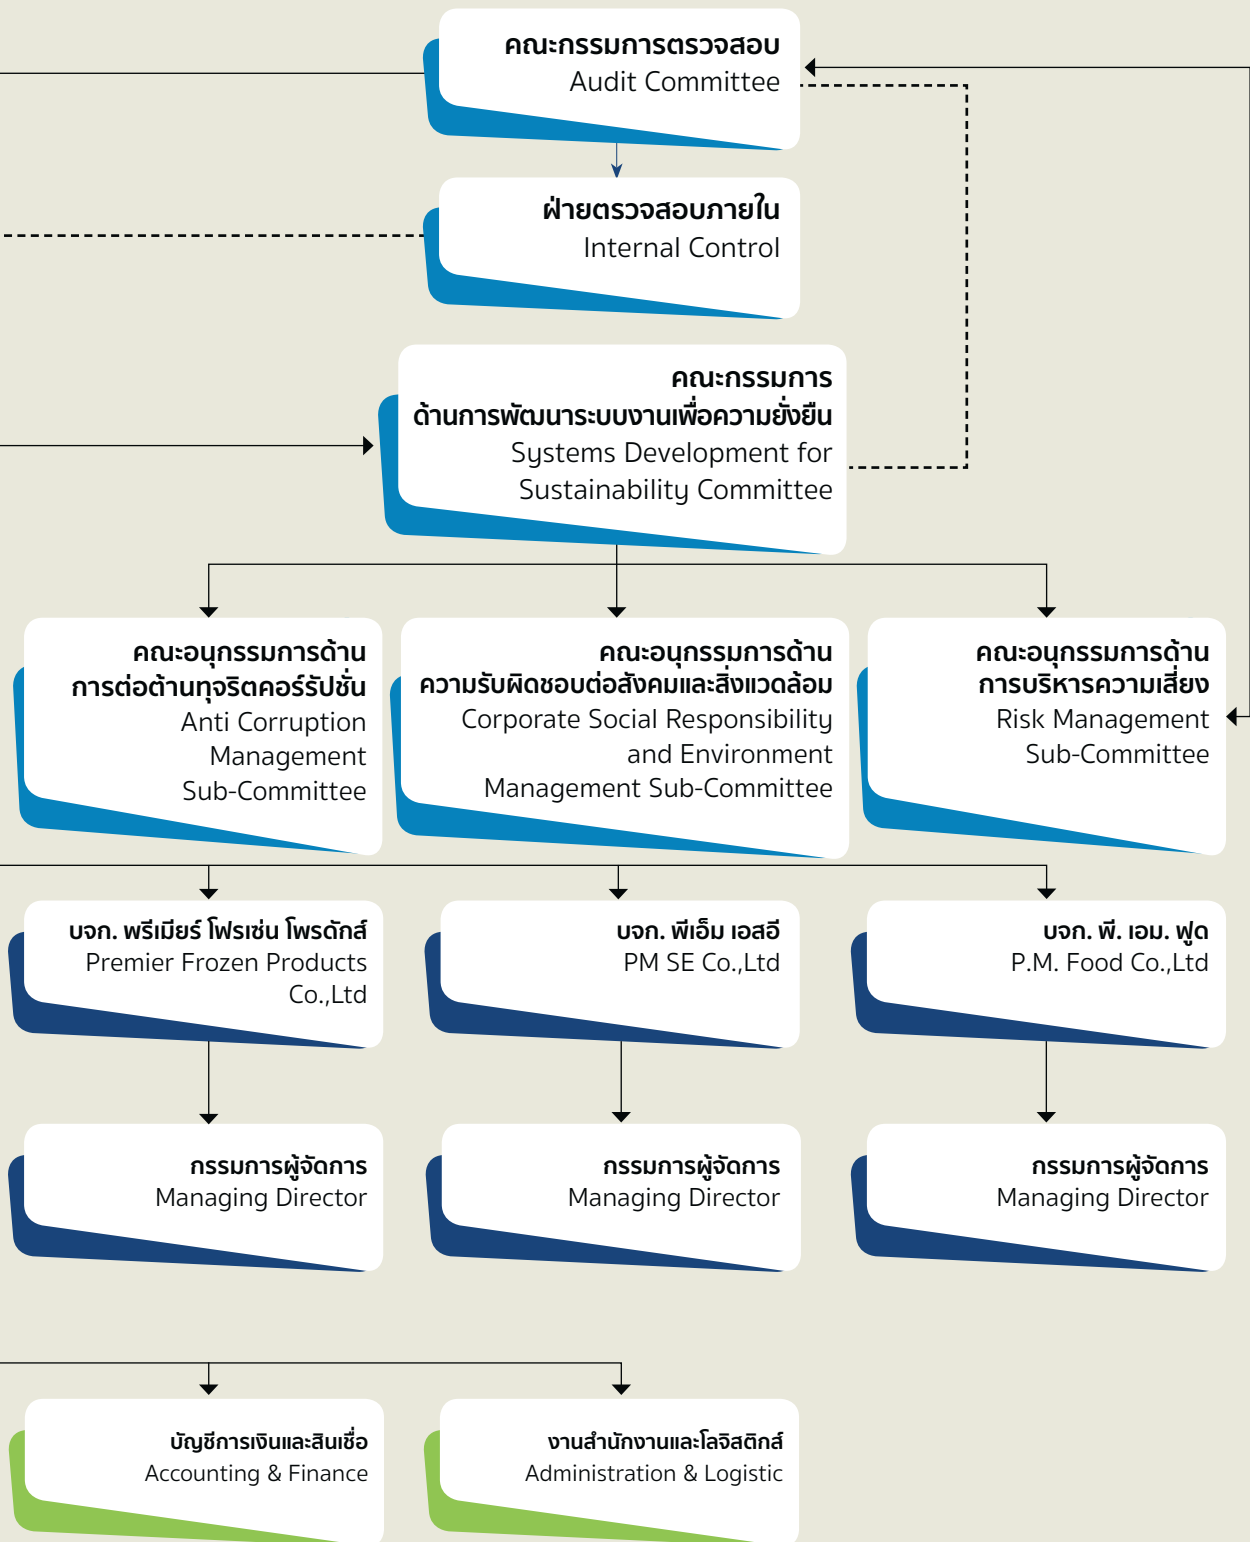 คณะกรรมการตรวจสอบ
Audit Committee
ฝ่ายตรวจสอบภายใน
Internal Control
คณะกรรมการ
ด้านการพัฒนาระบบงานเพื่อความยั่งยืน
Systems Development for
Sustainability Committee
คณะอนุกรรมการด้าน
การต่อต้านทุจริตคอร์รัปชั่น
Anti Corruption
Management
Sub-Committee
คณะอนุกรรมการด้าน
ความรับผิดชอบต่อสังคมและสิ่งแวดล้อม
Corporate Social Responsibility
and Environment
Management Sub-Committee
คณะอนุกรรมการด้าน
การบริหารความเสี่ยง
Risk Management
Sub-Committee
บจก. พรีเมียร์ โฟรเซ่น โพรดักส์
Premier Frozen Products
Co.,Ltd
บจก. พีเอ็ม เอสอี
PM SE Co.,Ltd
บจก. พี. เอม. ฟูด
P.M. Food Co.,Ltd
กรรมการผู้จัดการ
Managing Director
กรรมการผู้จัดการ
Managing Director
กรรมการผู้จัดการ
Managing Director
บัญชีการเงินและสินเชื่อ
Accounting & Finance
งานสำนักงานและโลจิสติกส์
Administration & Logistic